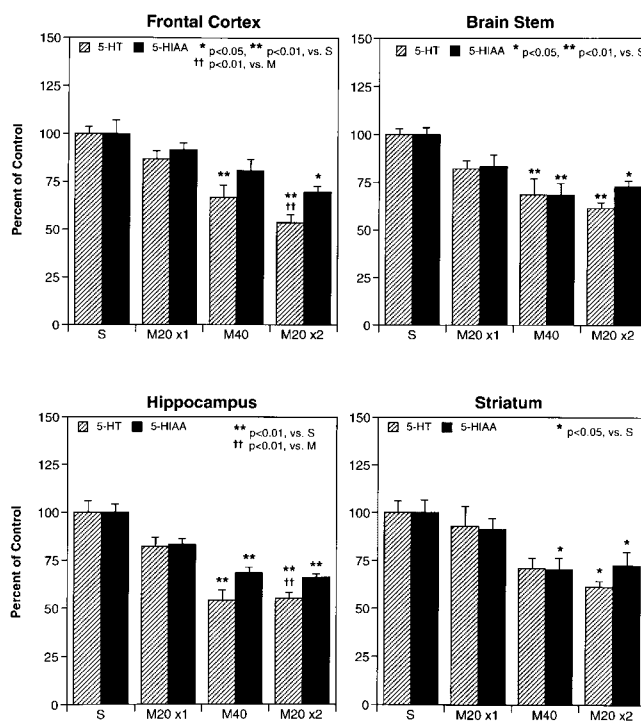 Frontal Cortex
150
125
100
75
50
25
0
Percent of Control
5-HT 5-HIAA * p<0.05, ** p<0.01, vs. S
†† p<0.01, vs. M
**
**
††
*
S M20 x1 M40 M20 x2
Brain Stem
150
125
100
75
50
25
0
5-HT 5-HIAA * p<0.05, ** p<0.01, vs. S
** ** ** *
S M20 x1 M40 M20 x2
Hippocampus
150
125
100
75
50
25
0
Percent of Control
5-HT 5-HIAA
** p<0.01, vs. S
†† p<0.01, vs. M
** ** ** **
††
S M20 x1 M40 M20 x2
Striatum
150
125
100
75
50
25
0
5-HT 5-HIAA * p<0.05, vs. S
* * *
S M20 x1 M40 M20 x2